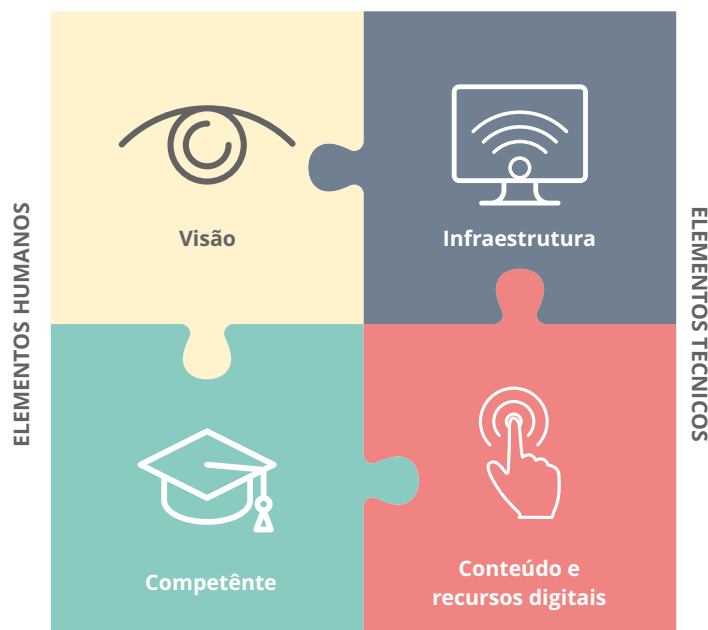 ELEMENTOS HUMANOS
Visão
Infraestrutura
ELEMENTOS TECNICOS
Competênte
Conteúdo e
recursos digitais